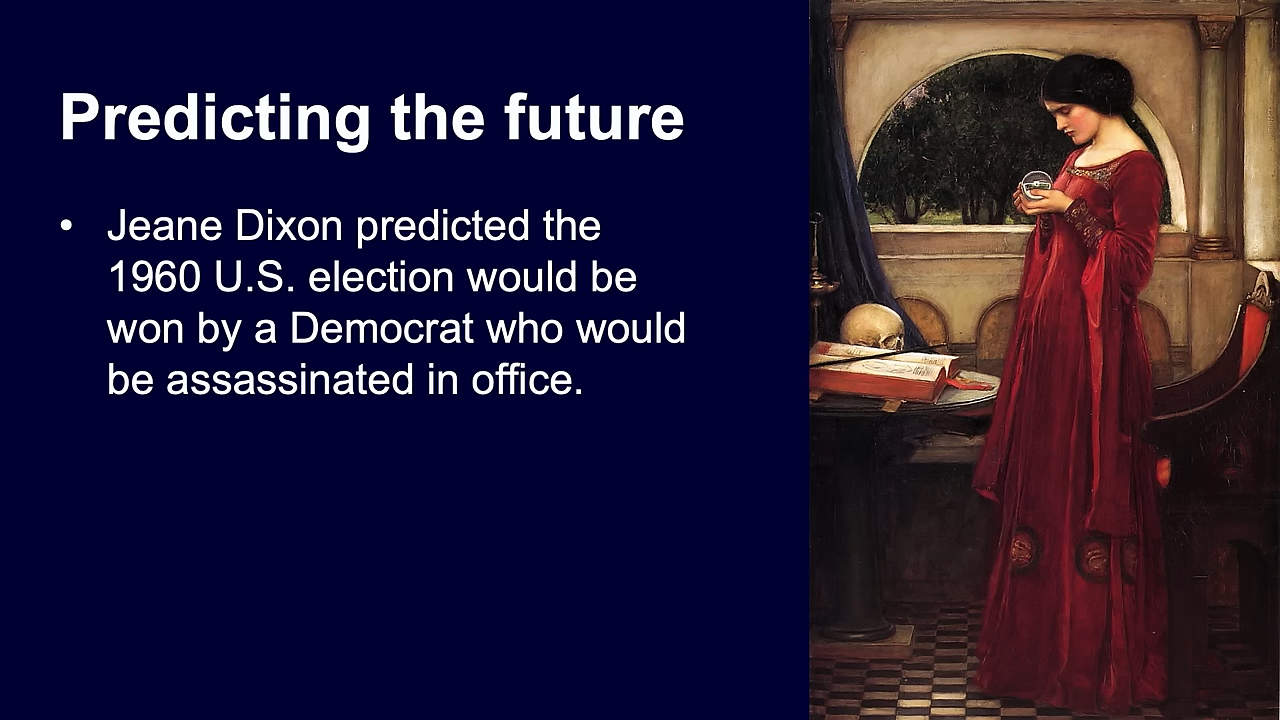 Predicting the future
• Jeane Dixon predicted the
1960 U.S. election would be
won by a Democrat who would
be assassinated in office.